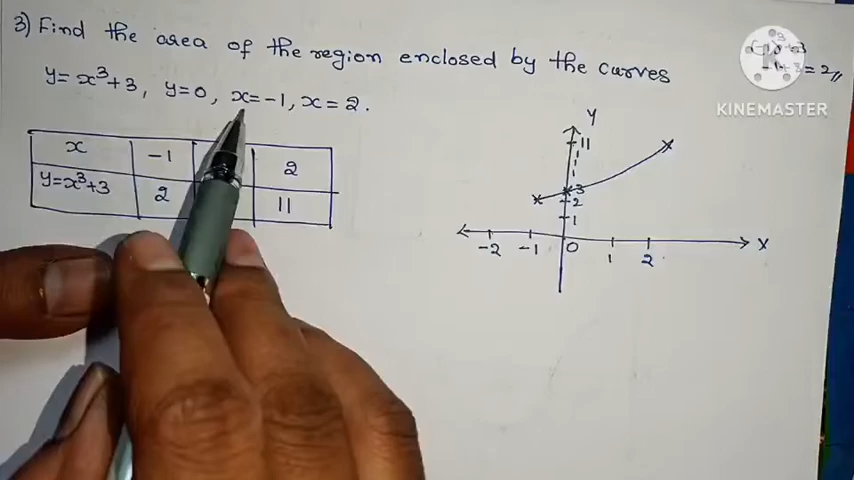 3) Find the area of the region enclosed by the curves
y = x³+3, y=0, x=-1, x=2.
x -1 2
y=x³+3 2 11
= 2//
K
KINEMASTER
Y
11
3
2
1
-2 -1 0 1 2 X